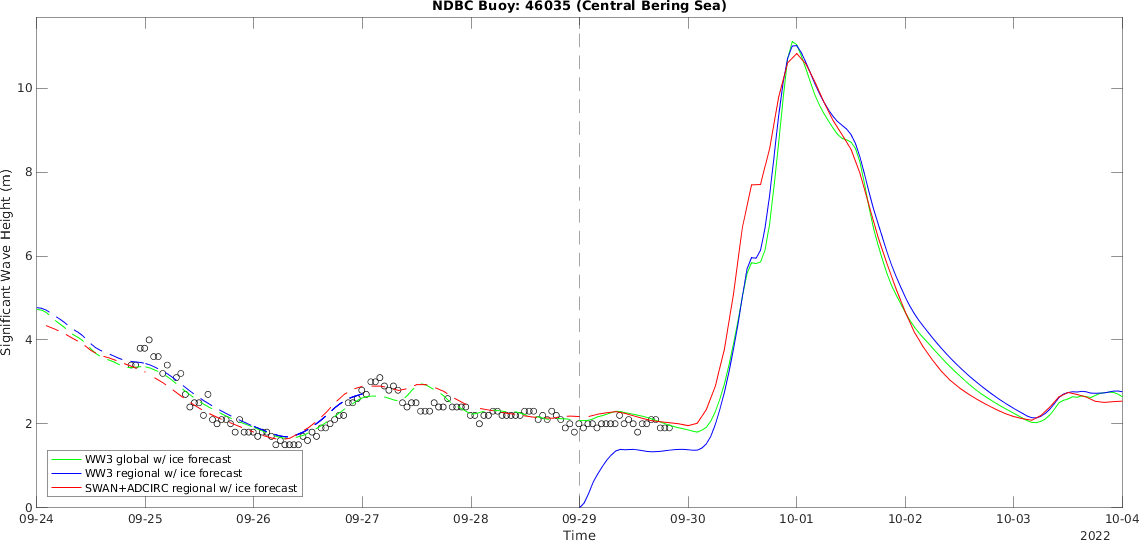 NDBC Buoy: 46035 (Central Bering Sea)
Significant Wave Height (m)
10
8
6
4
2
0
WW3 global w/ ice forecast
WW3 regional w/ ice forecast
SWAN+ADCIRC regional w/ ice forecast
09-24 09-25 09-26 09-27 09-28 09-29 09-30 10-01 10-02 10-03 10-04
Time
2022